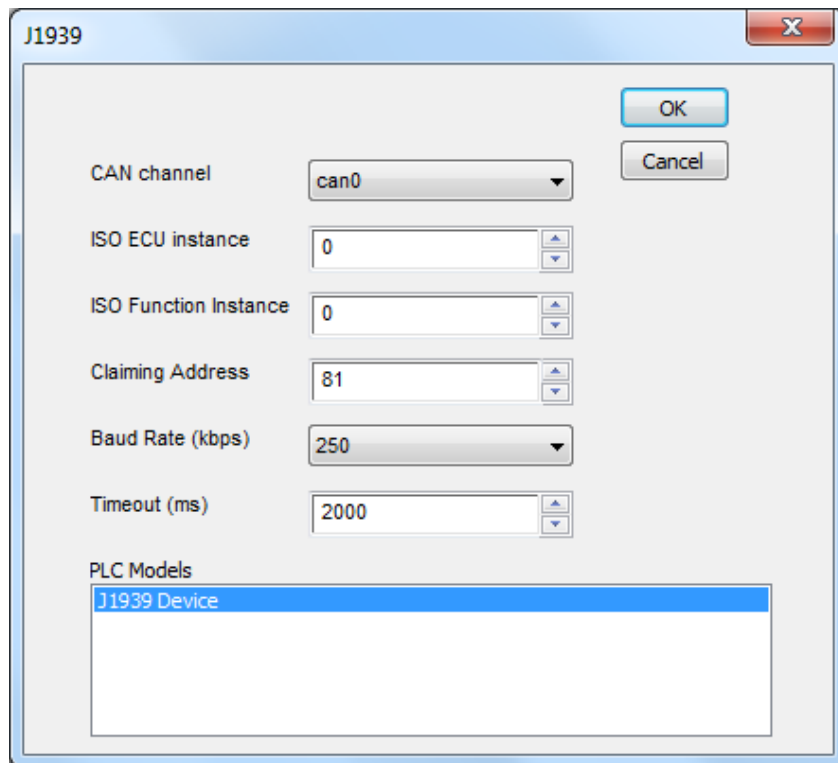 J1939
OK
Cancel
CAN channel can0
ISO ECU instance 0
ISO Function Instance 0
Claiming Address 81
Baud Rate (kbps) 250
Timeout (ms) 2000
PLC Models
J1939 Device